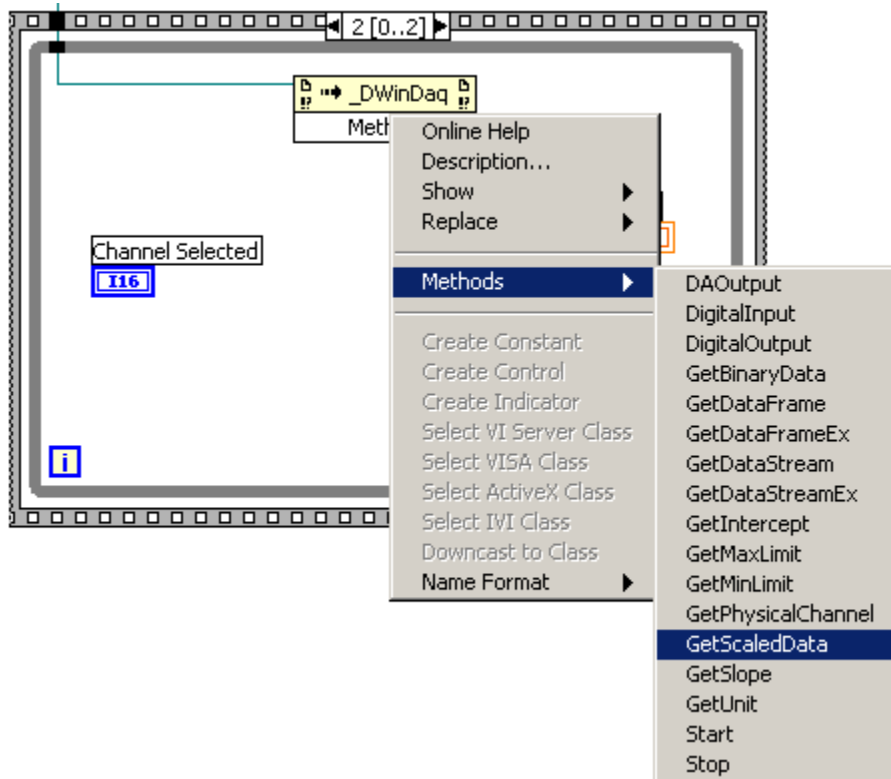 2 [0..2]
_DWinDaq
Meth
Online Help
Description...
Show
Replace
Channel Selected
I16
Methods
DAOutput
DigitalInput
DigitalOutput
Create Constant
GetBinaryData
Create Control
GetDataFrame
Create Indicator
GetDataFrameEx
Select VI Server Class
GetDataStream
Select VISA Class
i
GetDataStreamEx
Select ActiveX Class
GetIntercept
Select IVI Class
GetMaxLimit
Downcast to Class
GetMinLimit
Name Format
GetPhysicalChannel
GetScaledData
GetSlope
GetUnit
Start
Stop